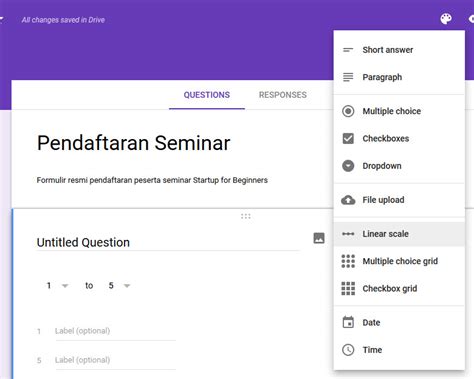 All changes saved in Drive
QUESTIONS RESPONSES
Pendaftaran Seminar
Formulir resmi pendaftaran peserta seminar Startup for Beginners
Untitled Question
1 to 5
1 Label (optional)
5 Label (optional)
Short answer
Paragraph
Multiple choice
Checkboxes
Dropdown
File upload
Linear scale
Multiple choice grid
Checkbox grid
Date
Time